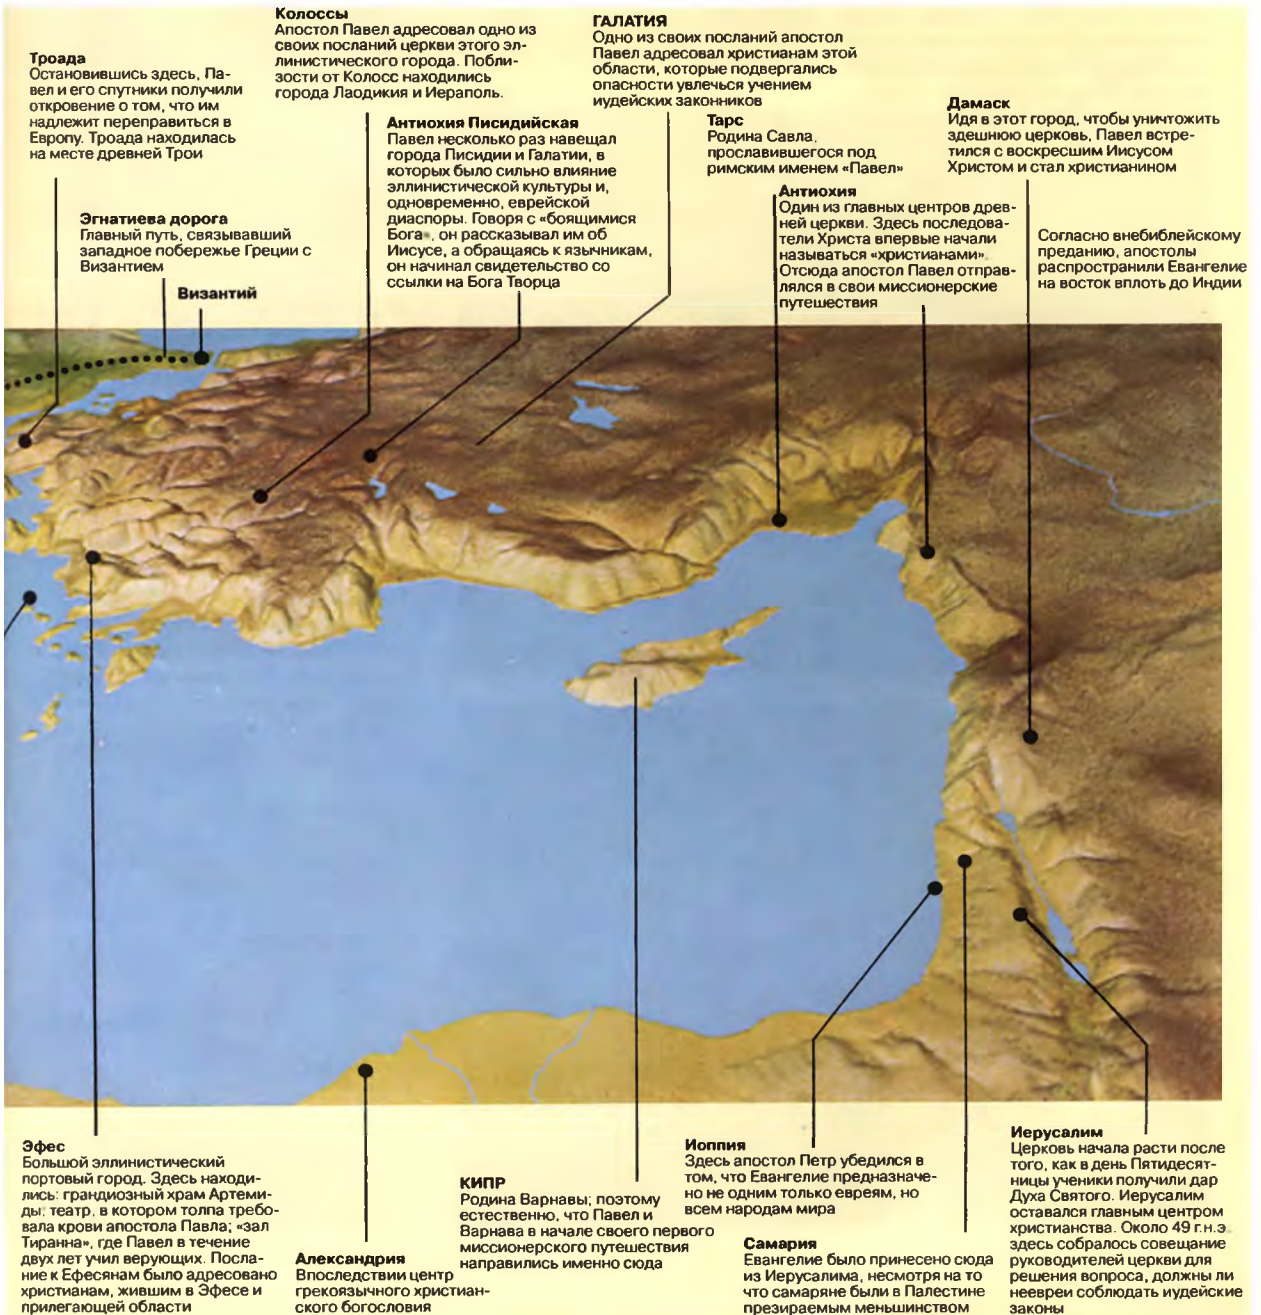 Колоссы
Апостол Павел адресовал одно из
своих посланий церкви этого эл-
линистического города. Побли-
зости от Колосс находились
города Лаодикия и Иераполь.
ГАЛАТИЯ
Одно из своих посланий апостол
Павел адресовал христианам этой
области, которые подвергались
опасности увлечься учением
иудейских законников
Троада
Остановившись здесь, Па-
вел и его спутники получили
откровение о том, что им
надлежит переправиться в
Европу. Троада находилась
на месте древней Трои
Антиохия Писидийская
Павел несколько раз навещал
города Писидии и Галатии, в
которых было сильно влияние
эллинистической культуры и,
одновременно, еврейской
диаспоры. Говоря с «боящимися
Бога», он рассказывал им об
Иисусе, а обращаясь к язычникам,
он начинал свидетельство со
ссылки на Бога Творца
Тарс
Родина Савла,
прославившегося под
римским именем «Павел»
Дамаск
Идя в этот город, чтобы уничтожить
здешнюю церковь, Павел встре-
тился с воскресшим Иисусом
Христом и стал христианином
Антиохия
Один из главных центров древ-
ней церкви. Здесь последова-
тели Христа впервые начали
называться «христианами».
Отсюда апостол Павел отправ-
лялся в свои миссионерские
путешествия
Эгнатиева дорога
Главный путь, связывавший
западное побережье Греции с
Византием
Византий
Согласно внебиблейскому
преданию, апостолы
распространили Евангелие
на восток вплоть до Индии
Эфес
Большой эллинистический
портовый город. Здесь находи-
лись: грандиозный храм Артеми-
ды; театр, в котором толпа требо-
вала крови апостола Павла; «зал
Тиранна», где Павел в течение
двух лет учил верующих. Посла-
ние к Ефесянам было адресовано
христианам, жившим в Эфесе и
прилегающей области
Александрия
Впоследствии центр
грекоязычного христиан-
ского богословия
КИПР
Родина Варнавы; поэтому
естественно, что Павел и
Варнава в начале своего первого
миссионерского путешествия
направились именно сюда
Иоппия
Здесь апостол Петр убедился в
том, что Евангелие предназначе-
но не одним только евреям, но
всем народам мира
Самария
Евангелие было принесено сюда
из Иерусалима, несмотря на то
что самаряне были в Палестине
презираемым меньшинством
Иерусалим
Церковь начала расти после
того, как в день Пятидесят-
ницы ученики получили дар
Духа Святого. Иерусалим
оставался главным центром
христианства. Около 49 г.н.э.
здесь собралось совещание
руководителей церкви для
решения вопроса, должны ли
неевреи соблюдать иудейские
законы